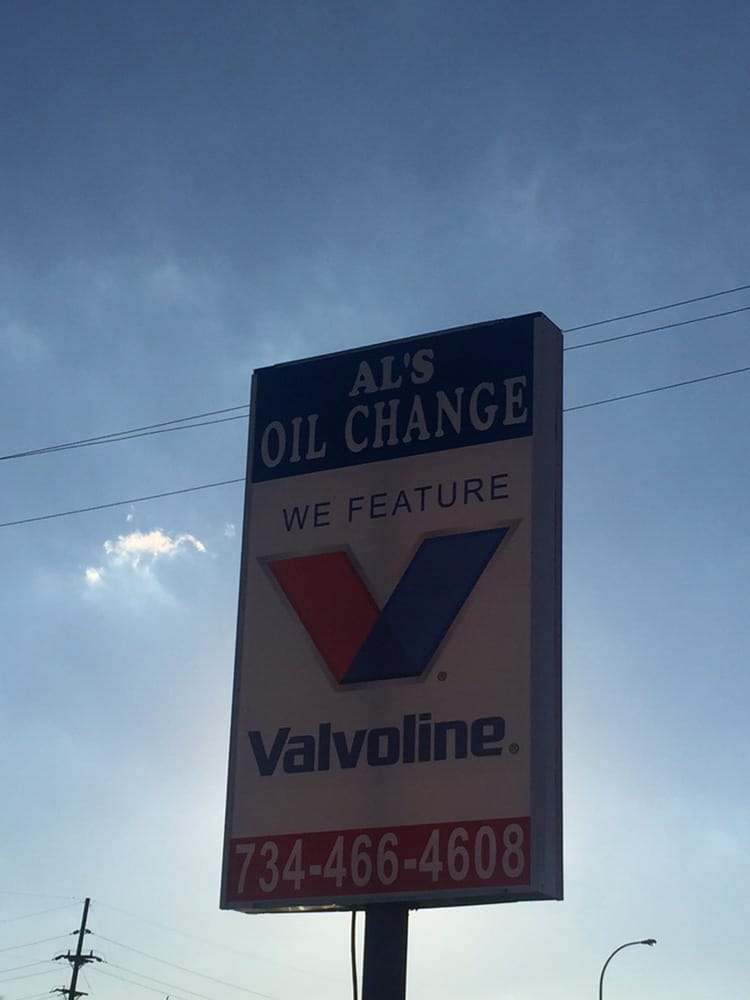 AL'S
OIL CHANGE
WE FEATURE
V®
Valvoline®
734-466-4608